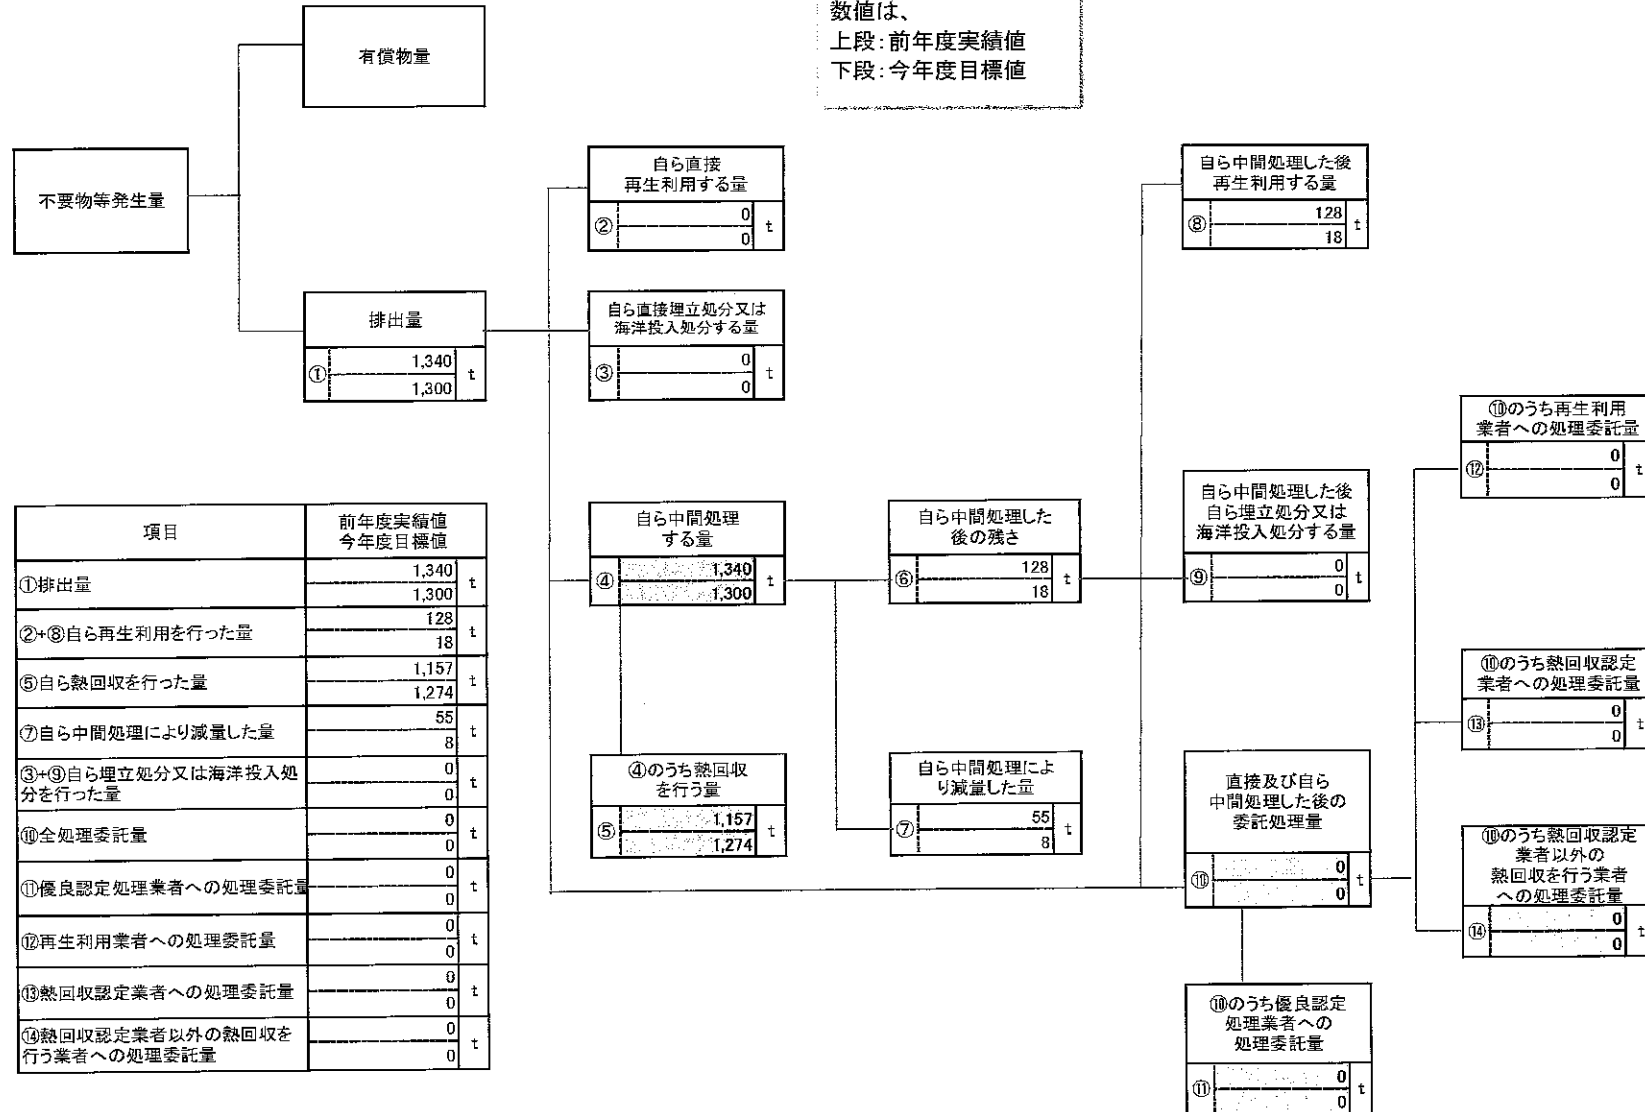 数値は、
上段:前年度実績値
下段:今年度目標値
有償物量
不要物等発生量
排出量
① 1,340 t
1,300
自ら直接
再生利用する量
② 0 t
0
自ら直接埋立処分又は
海洋投入処分する量
③ 0 t
0
自ら中間処理
する量
④ 1,340 t
1,300
④のうち熱回収
を行う量
⑤ 1,157 t
1,274
自ら中間処理した
後の残さ
⑥ 128 t
18
自ら中間処理によ
り減量した量
⑦ 55 t
8
自ら中間処理した後
再生利用する量
⑧ 128 t
18
自ら中間処理した後
自ら埋立処分又は
海洋投入処分する量
⑨ 0 t
0
直接及び自ら
中間処理した後の
委託処理量
⑩ 0 t
0
⑩のうち優良認定
処理業者への
処理委託量
⑪ 0 t
0
⑩のうち再生利用
業者への処理委託量
⑫ 0 t
0
⑩のうち熱回収認定
業者への処理委託量
⑬ 0 t
0
⑩のうち熱回収認定
業者以外の
熱回収を行う業者
への処理委託量
⑭ 0 t
0
項目 前年度実績値
今年度目標値
①排出量 1,340 t
1,300
②+⑧自ら再生利用を行った量 128 t
18
⑤自ら熱回収を行った量 1,157 t
1,274
⑦自ら中間処理により減量した量 55 t
8
③+⑨自ら埋立処分又は海洋投入処 0 t
分を行った量 0
⑩全処理委託量 0 t
0
⑪優良認定処理業者への処理委託量 0 t
0
⑫再生利用業者への処理委託量 0 t
0
⑬熱回収認定業者への処理委託量 0 t
0
⑭熱回収認定業者以外の熱回収を 0 t
行う業者への処理委託量 0